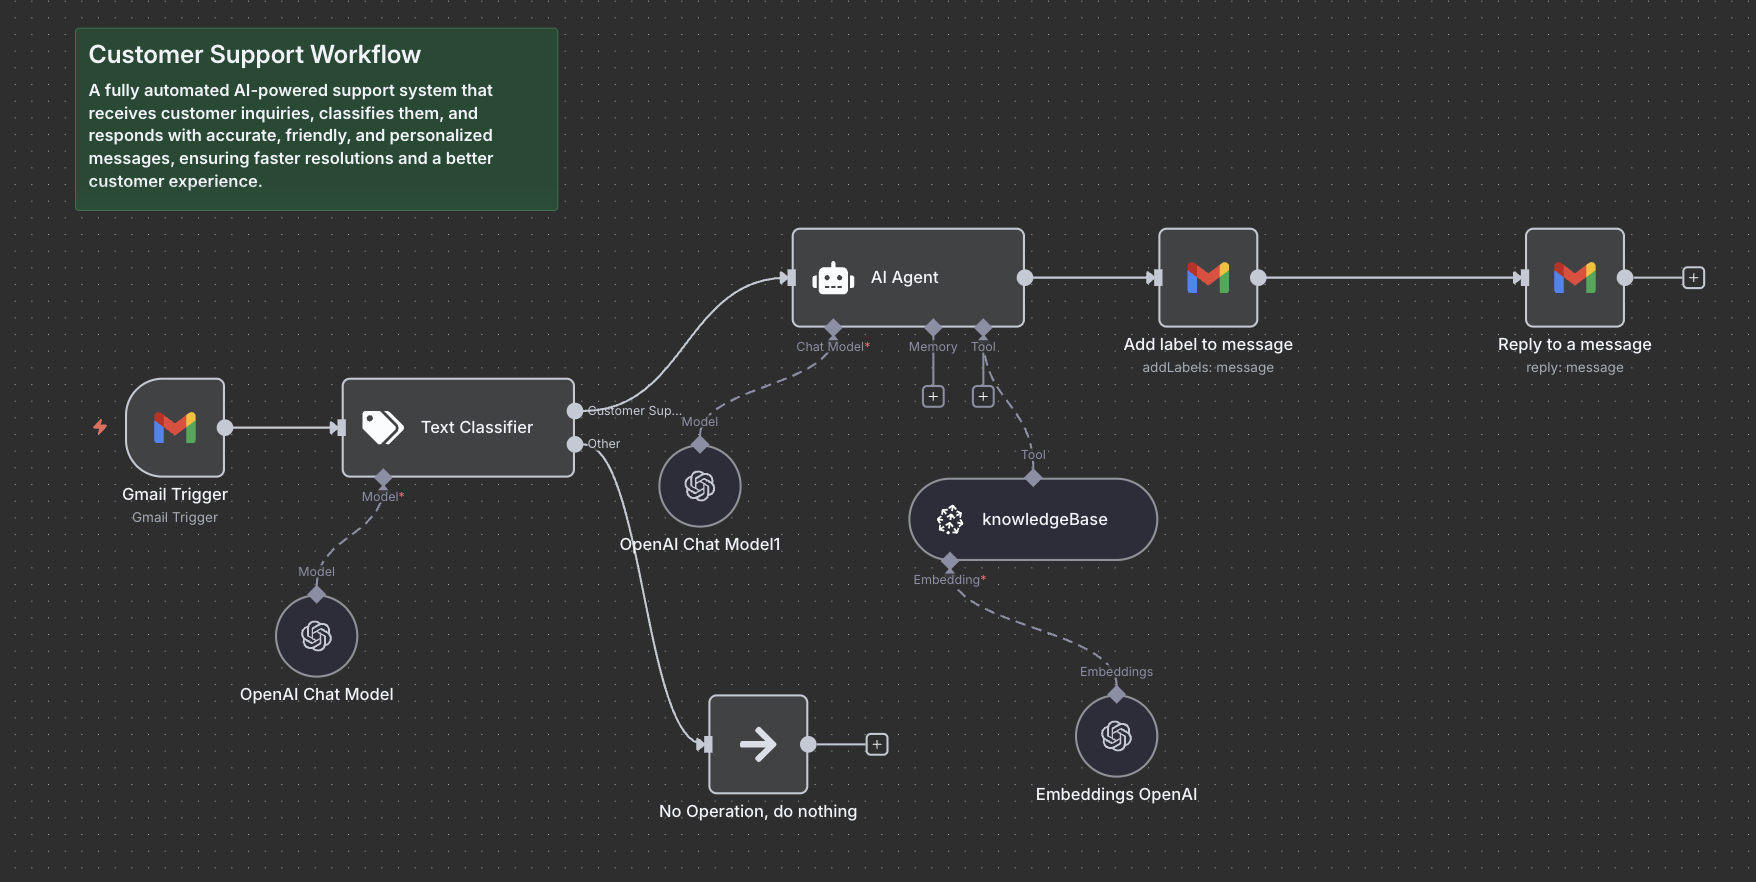 Customer Support Workflow
A fully automated AI-powered support system that
receives customer inquiries, classifies them, and
responds with accurate, friendly, and personalized
messages, ensuring faster resolutions and a better
customer experience.
AI Agent
Chat Model*
Memory
Tool
Add label to message
addLabels: message
Reply to a message
reply: message
Gmail Trigger
Gmail Trigger
Text Classifier
Customer Sup...
Other
Model*
Model
OpenAI Chat Model
Model
OpenAI Chat Model1
Tool
knowledgeBase
Embedding*
Embeddings
Embeddings OpenAI
No Operation, do nothing